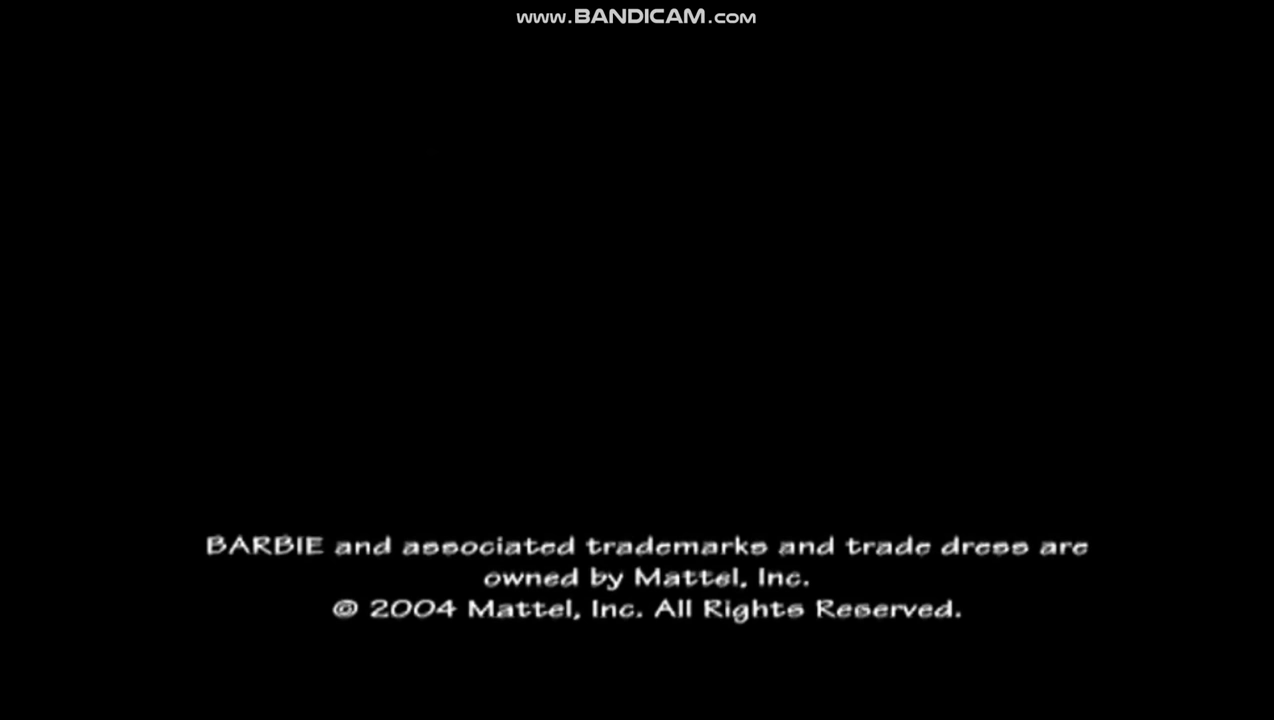 www.BANDICAM.com
BARBIE and associated trademarks and trade dress are
owned by Mattel, Inc.
© 2004 Mattel, Inc. All Rights Reserved.